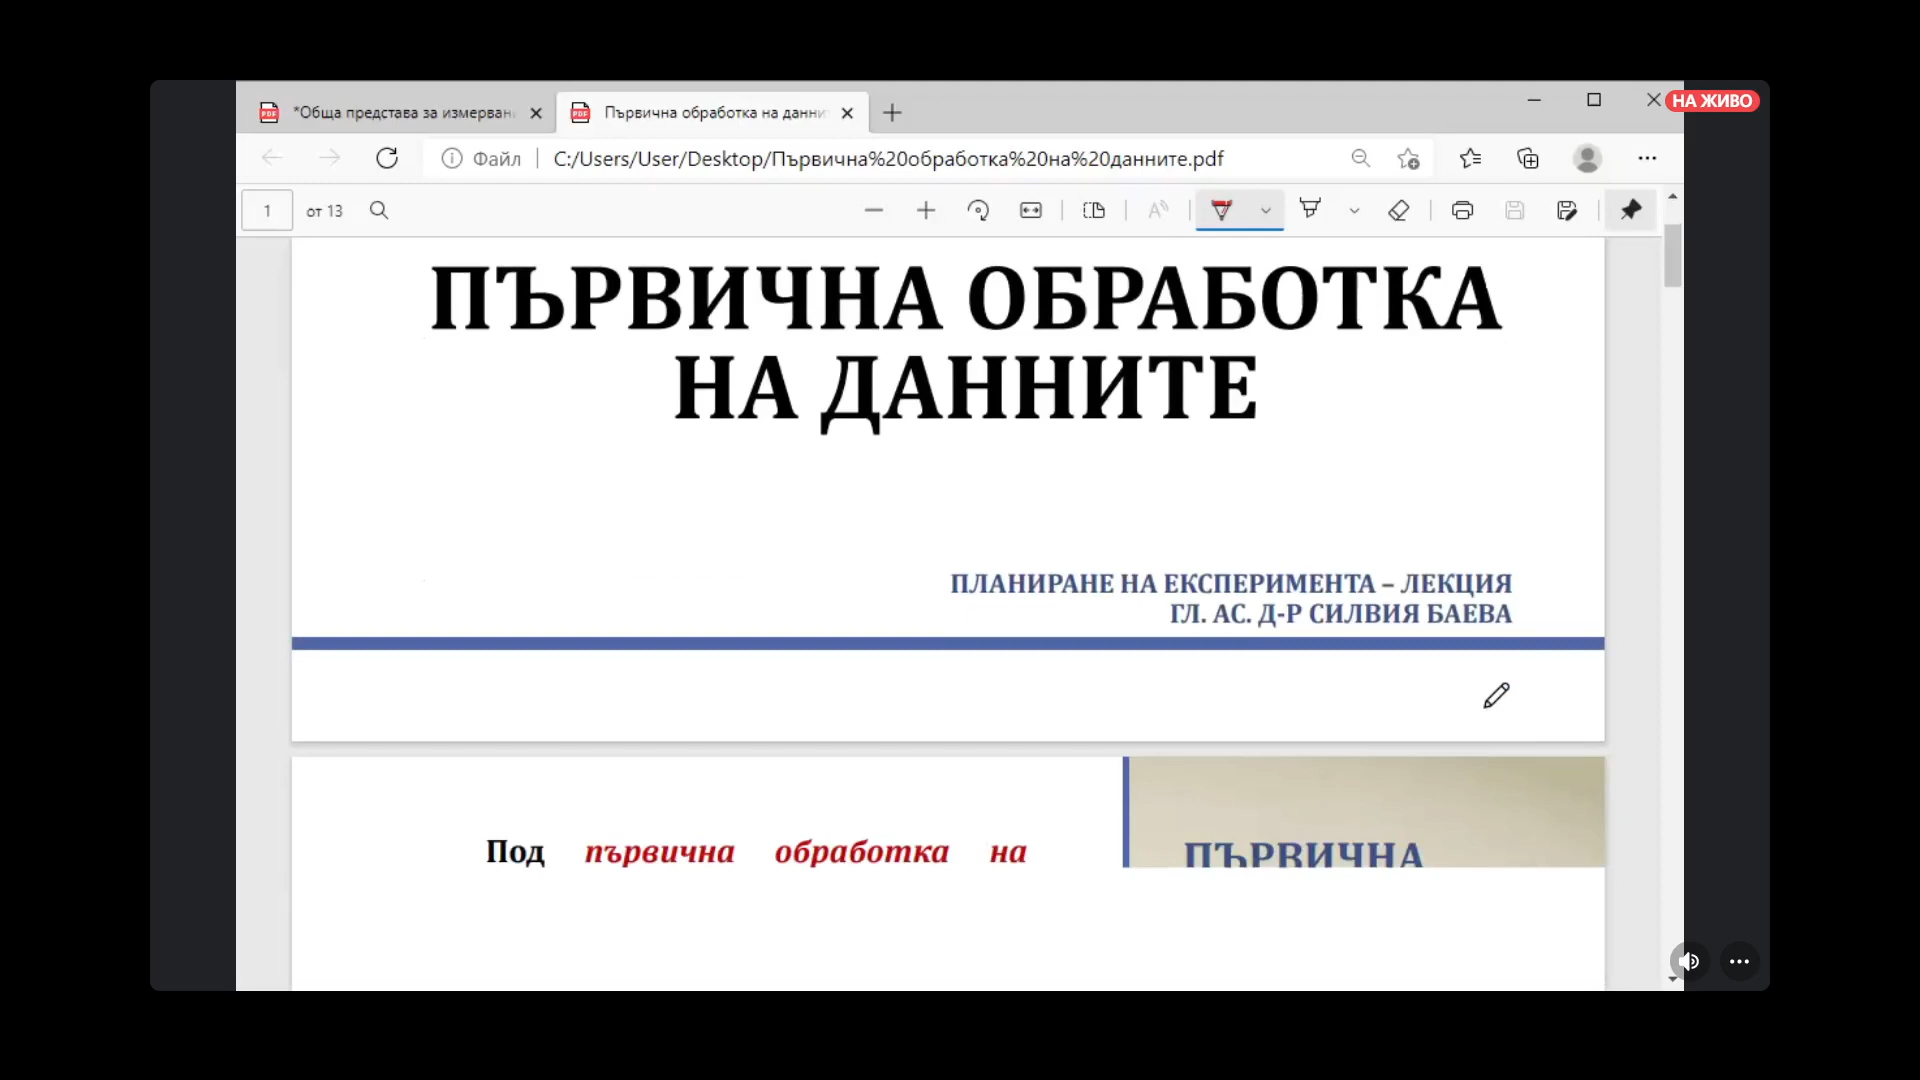 *Обща представа за измерван
Първична обработка на данни
НА ЖИВО
Файл
C:/Users/User/Desktop/Първична%20обработка%20на%20данните.pdf
1 от 13
ПЪРВИЧНА ОБРАБОТКА
НА ДАННИТЕ
ПЛАНИРАНЕ НА ЕКСПЕРИМЕНТА – ЛЕКЦИЯ
ГЛ. АС. Д-Р СИЛВИЯ БАЕВА
Под първична обработка на
ПЪРВИЧНА